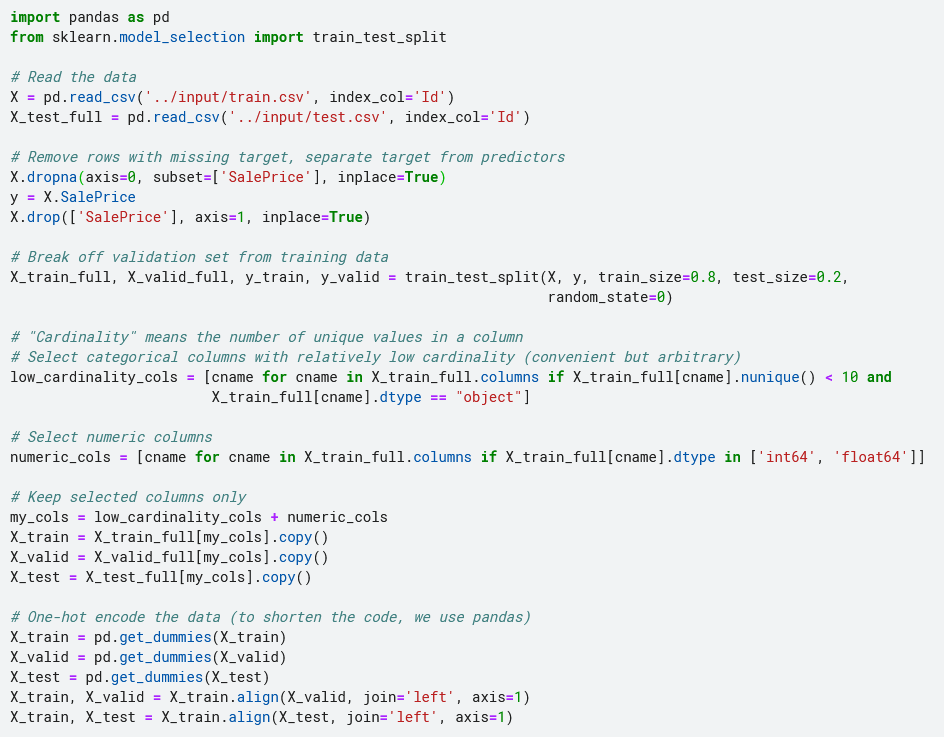 import pandas as pd
from sklearn.model_selection import train_test_split

# Read the data
X = pd.read_csv('../input/train.csv', index_col='Id')
X_test_full = pd.read_csv('../input/test.csv', index_col='Id')

# Remove rows with missing target, separate target from predictors
X.dropna(axis=0, subset=['SalePrice'], inplace=True)
y = X.SalePrice
X.drop(['SalePrice'], axis=1, inplace=True)

# Break off validation set from training data
X_train_full, X_valid_full, y_train, y_valid = train_test_split(X, y, train_size=0.8, test_size=0.2,
                                                                random_state=0)

# "Cardinality" means the number of unique values in a column
# Select categorical columns with relatively low cardinality (convenient but arbitrary)
low_cardinality_cols = [cname for cname in X_train_full.columns if X_train_full[cname].nunique() < 10 and
                        X_train_full[cname].dtype == "object"]

# Select numeric columns
numeric_cols = [cname for cname in X_train_full.columns if X_train_full[cname].dtype in ['int64', 'float64']]

# Keep selected columns only
my_cols = low_cardinality_cols + numeric_cols
X_train = X_train_full[my_cols].copy()
X_valid = X_valid_full[my_cols].copy()
X_test = X_test_full[my_cols].copy()

# One-hot encode the data (to shorten the code, we use pandas)
X_train = pd.get_dummies(X_train)
X_valid = pd.get_dummies(X_valid)
X_test = pd.get_dummies(X_test)
X_train, X_valid = X_train.align(X_valid, join='left', axis=1)
X_train, X_test = X_train.align(X_test, join='left', axis=1)